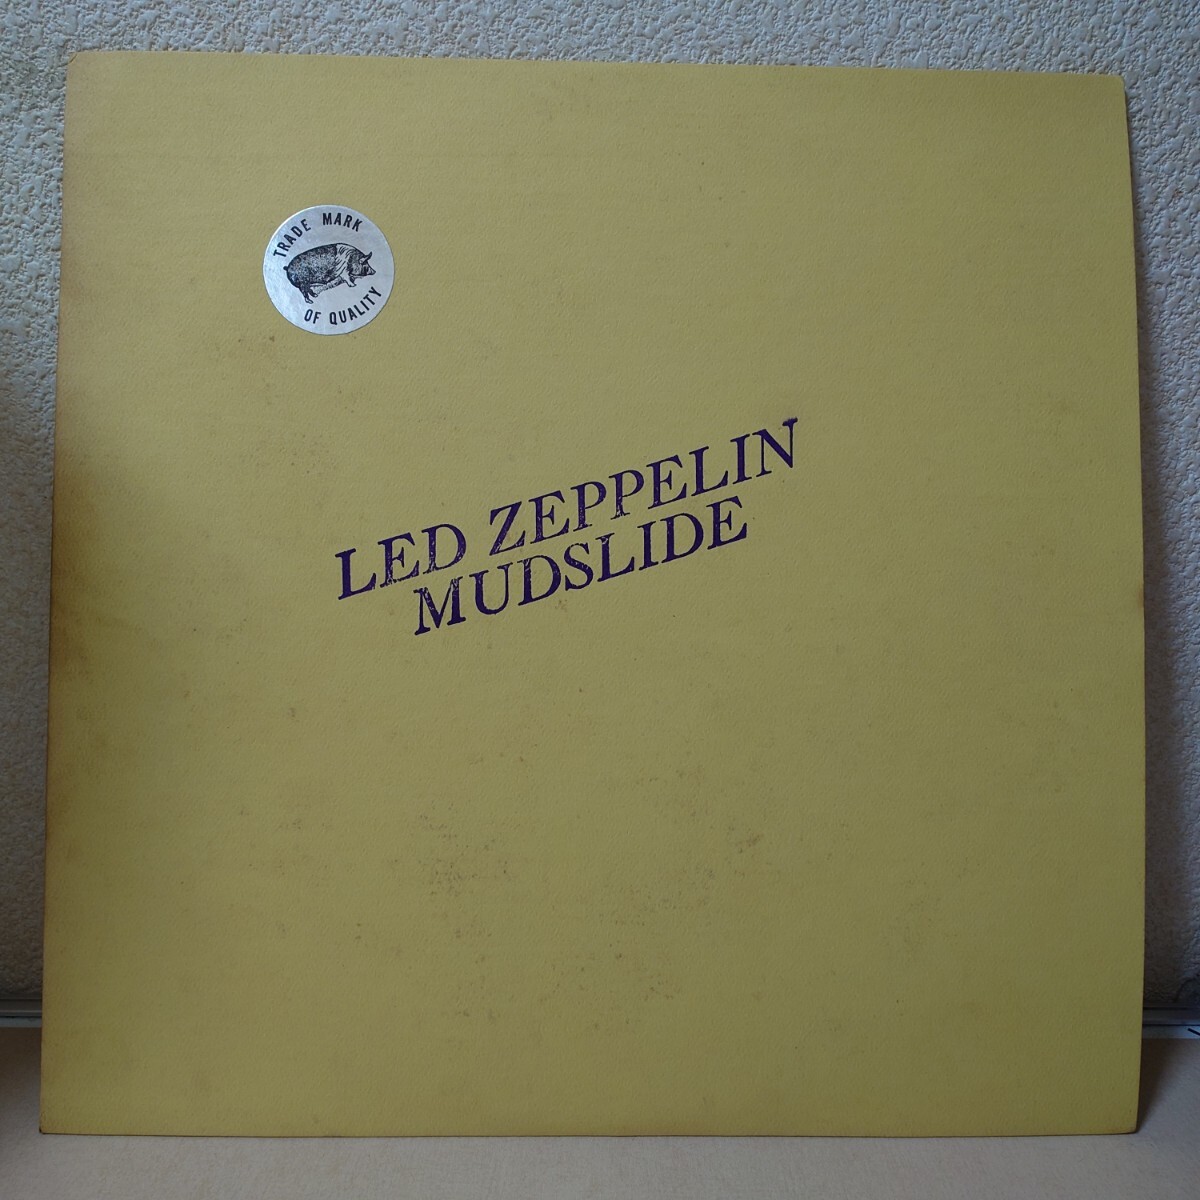 TRADE MARK
OF QUALITY
LED ZEPPELIN
MUDSLIDE